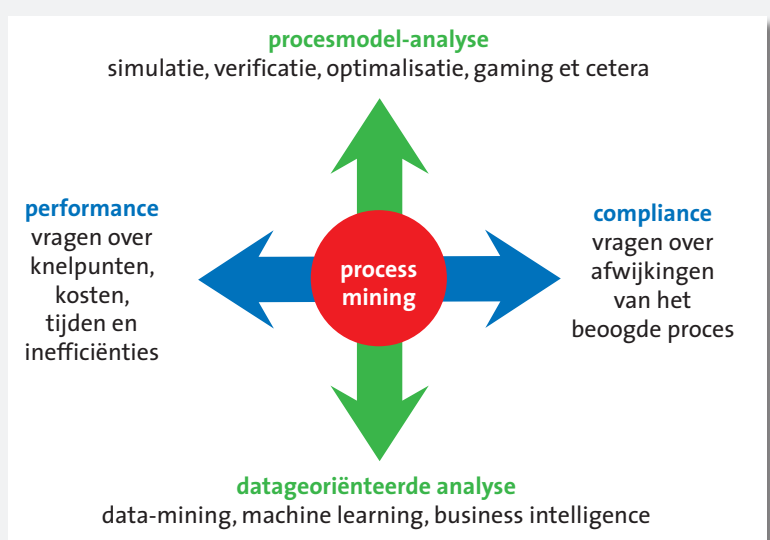 procesmodel-analyse
simulatie, verificatie, optimalisatie, gaming et cetera
performance
vragen over
knelpunten,
kosten,
tijden en
inefficiënties
process
mining
compliance
vragen over
afwijkingen
van het
beoogde proces
datageoriënteerde analyse
data-mining, machine learning, business intelligence